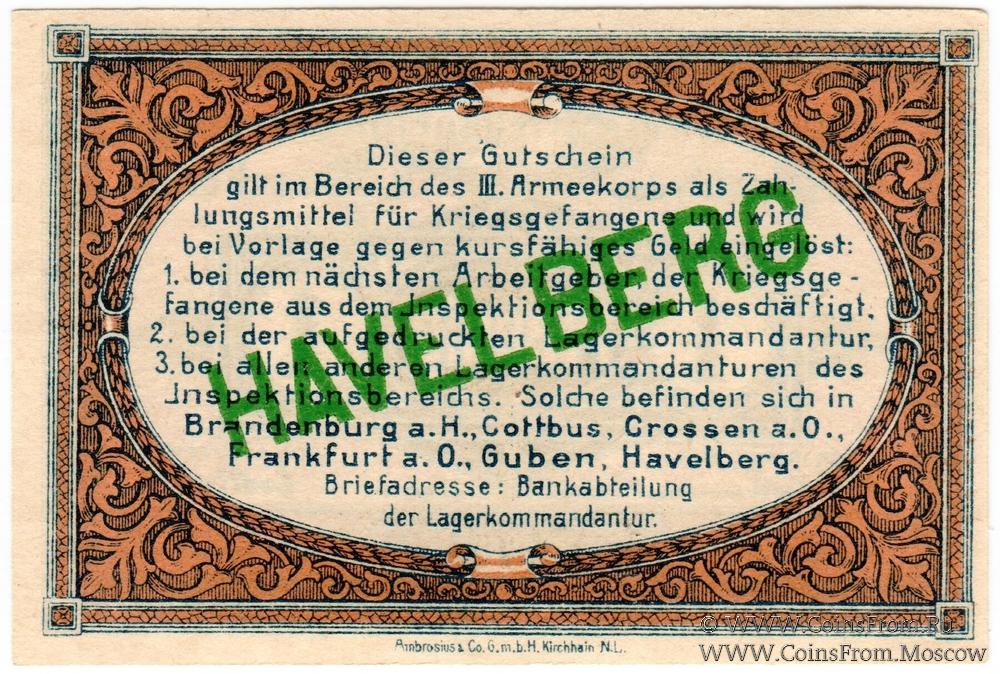 Dieser Gutschein
gilt im Bereich des III. Armeekorps als Zah-
lungsmittel für Kriegsgefangene und wird
bei Vorlage gegen kursfähiges Geld eingelöst:
1. bei dem nächsten Arbeitgeber der Kriegsge-
fangene aus dem Inspektionsbereich beschäftigt,
2. bei der aufgedruckten Lagerkommandantur,
3. bei allen anderen Lagerkommandanturen des
Inspektionsbereichs. Solche befinden sich in
Brandenburg a.H., Cottbus, Crossen a.O.,
Frankfurt a.O., Guben, Havelberg.
Briefadresse: Bankabteilung
der Lagerkommandantur.
HAVELBERG
Ambrosius & Co. G.m.b.H. Kirchhain N.L.
© WWW.CoinsFrom.RU
WWW.CoinsFrom.Moscow